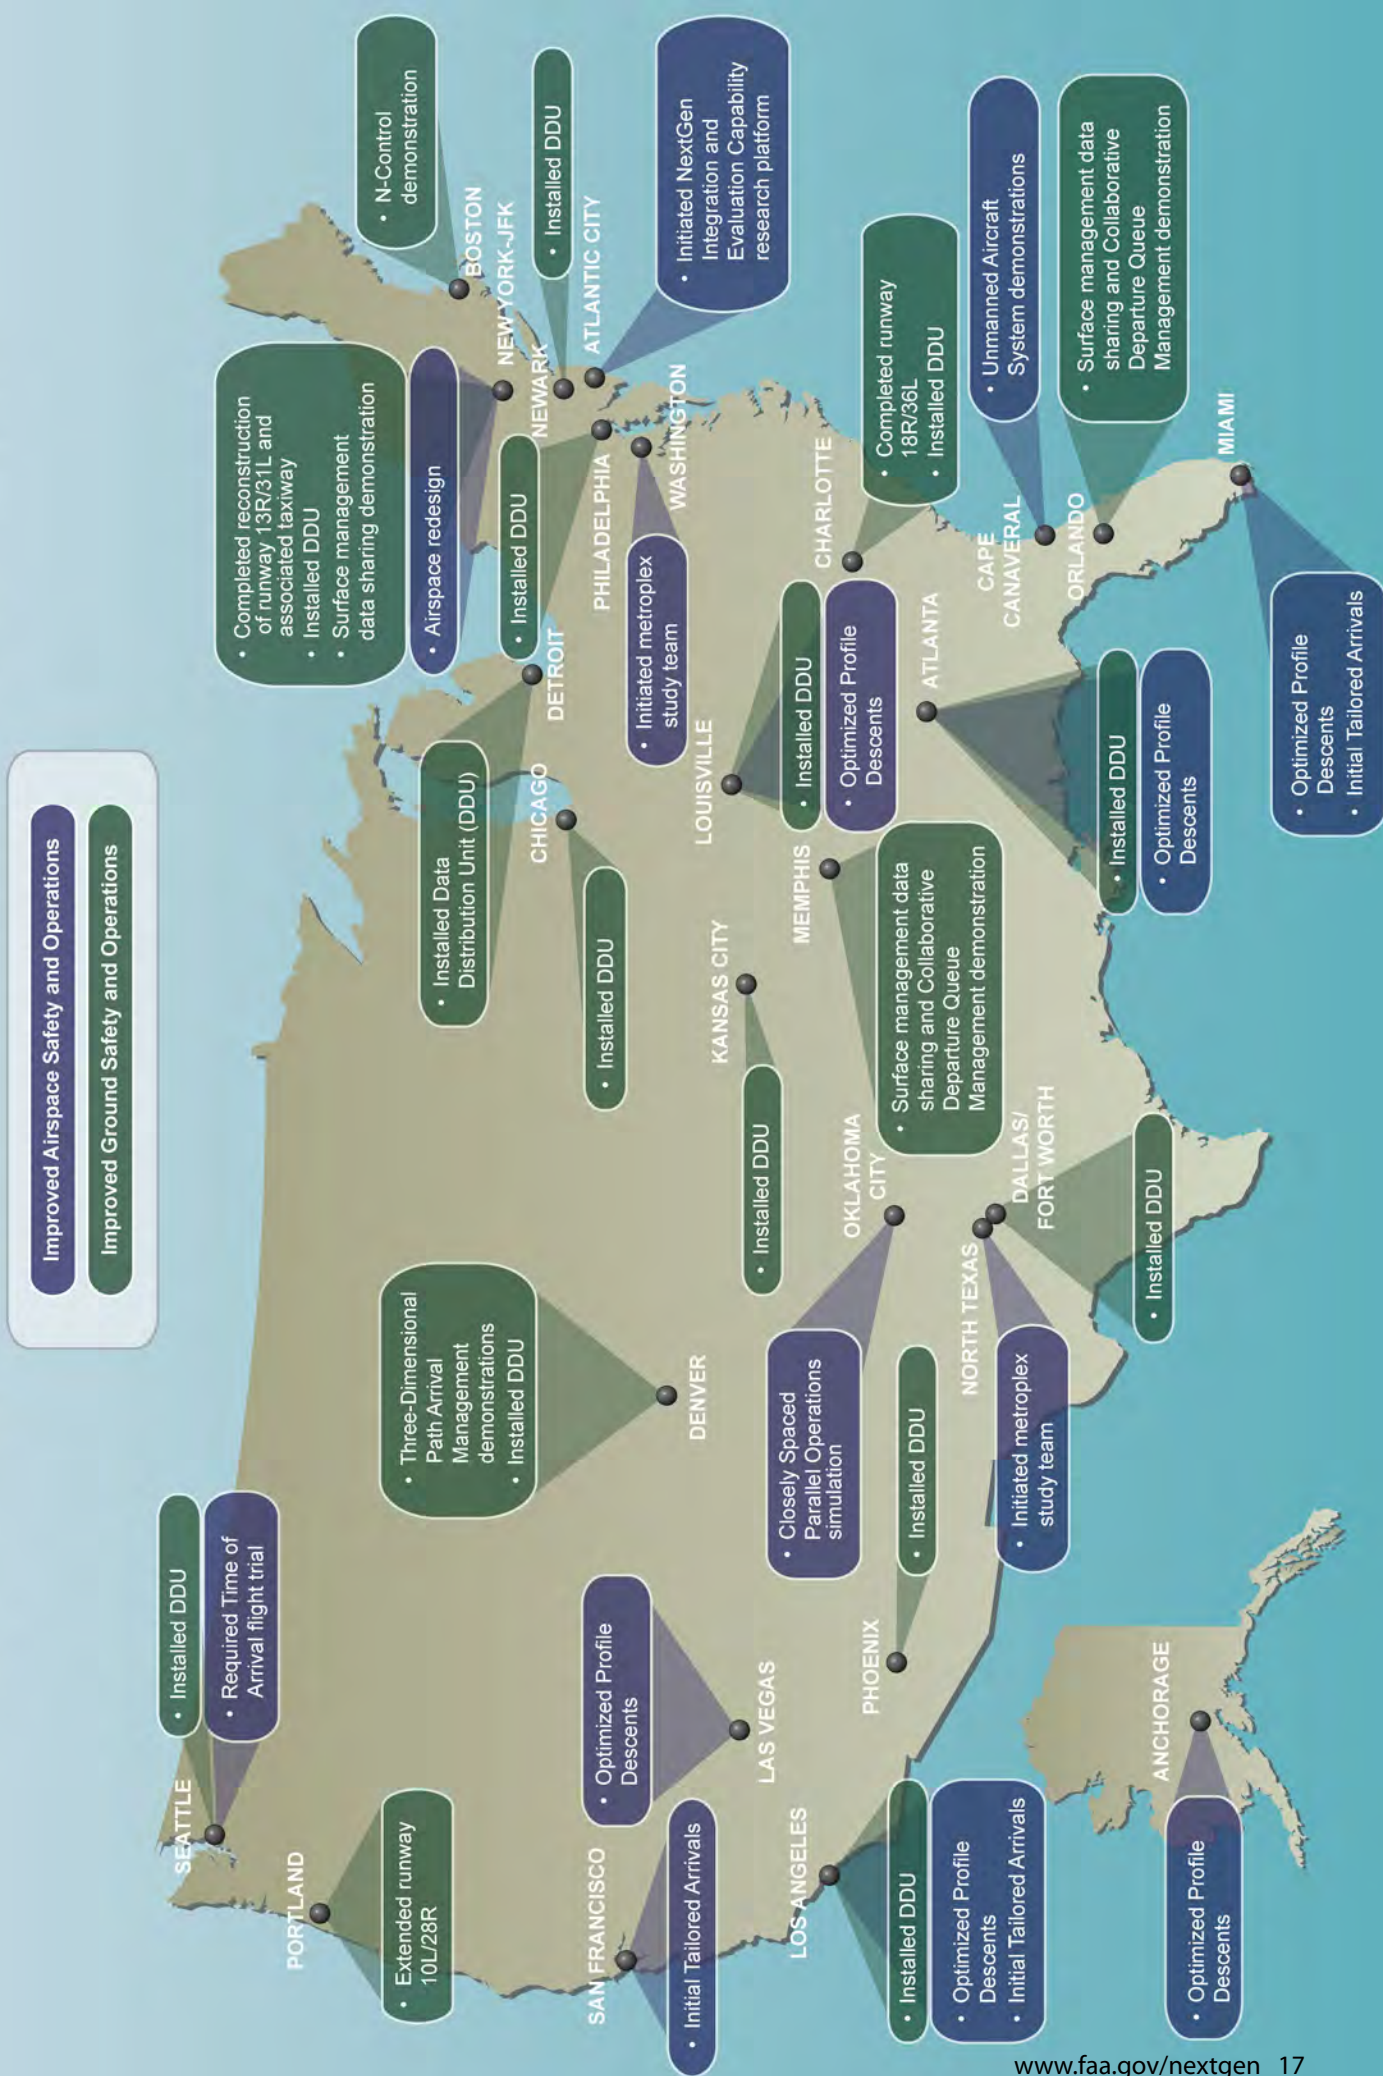 Improved Airspace Safety and Operations
Improved Ground Safety and Operations
SEATTLE
• Installed DDU
• Required Time of
Arrival flight trial
PORTLAND
• Extended runway
10L/28R
SAN FRANCISCO
• Initial Tailored Arrivals
LAS VEGAS
• Optimized Profile
Descents
LOS ANGELES
• Installed DDU
• Optimized Profile
Descents
• Initial Tailored Arrivals
PHOENIX
• Installed DDU
ANCHORAGE
• Optimized Profile
Descents
DENVER
• Three-Dimensional
Path Arrival
Management
demonstrations
• Installed DDU
OKLAHOMA
CITY
• Closely Spaced
Parallel Operations
simulation
NORTH TEXAS
• Initiated metroplex
study team
DALLAS/
FORT WORTH
• Installed DDU
KANSAS CITY
• Installed DDU
MEMPHIS
• Surface management data
sharing and Collaborative
Departure Queue
Management demonstration
CHICAGO
• Installed DDU
DETROIT
• Installed Data
Distribution Unit (DDU)
LOUISVILLE
• Installed DDU
• Optimized Profile
Descents
ATLANTA
• Installed DDU
• Optimized Profile
Descents
• Completed reconstruction
of runway 13R/31L and
associated taxiway
• Installed DDU
• Surface management
data sharing demonstration
• Airspace redesign
NEW YORK-JFK
BOSTON
• N-Control
demonstration
NEWARK
• Installed DDU
ATLANTIC CITY
• Initiated NextGen
Integration and
Evaluation Capability
research platform
PHILADELPHIA
• Installed DDU
WASHINGTON
• Initiated metroplex
study team
CHARLOTTE
• Completed runway
18R/36L
• Installed DDU
CAPE
CANAVERAL
• Unmanned Aircraft
System demonstrations
ORLANDO
• Surface management data
sharing and Collaborative
Departure Queue
Management demonstration
MIAMI
• Optimized Profile
Descents
• Initial Tailored Arrivals
www.faa.gov/nextgen 17